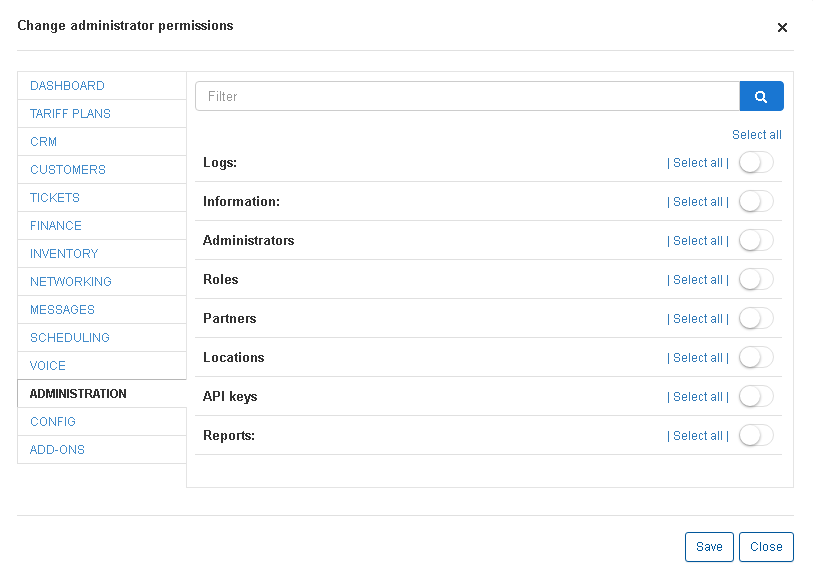 Change administrator permissions
×
DASHBOARD
TARIFF PLANS
CRM
CUSTOMERS
TICKETS
FINANCE
INVENTORY
NETWORKING
MESSAGES
SCHEDULING
VOICE
ADMINISTRATION
CONFIG
ADD-ONS
Filter
Select all
Logs: | Select all |
Information: | Select all |
Administrators | Select all |
Roles | Select all |
Partners | Select all |
Locations | Select all |
API keys | Select all |
Reports: | Select all |
Save Close